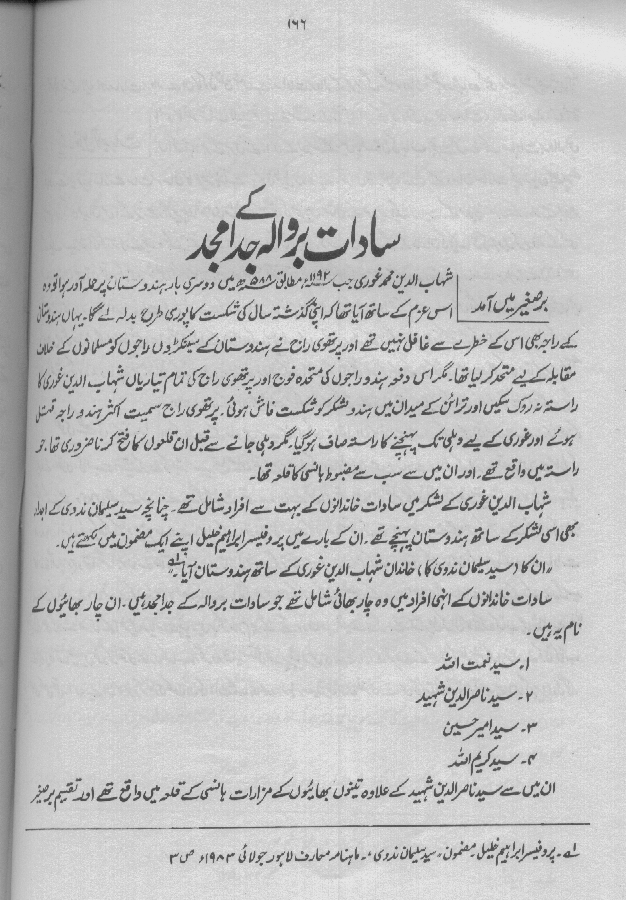 ۱۶۶
سادات بروالہ کے جد امجد
برصغیر میں آمد
شہاب الدین محمد غوری جب ۱۱۹۲ء مطابق ۵۸۸ھ میں دوسری بار ہندوستان پر حملہ آور ہوا تو وہ
اس عزم کے ساتھ آیا تھا کہ اپنی گذشتہ سال کی شکست کا پوری طرح بدلہ لے گا۔ یہاں ہندوستان
کے راجہ بھی اس کے خطرے سے غافل نہیں تھے اور پرتھوی راج نے ہندوستان کے سینکڑوں راجوں کو مسلمانوں کے خلاف
مقابلہ کے لیے متحد کر لیا تھا۔ مگر اس دفعہ ہندو راجوں کی متحدہ فوج اور پرتھوی راج کی تمام تیاریاں شہاب الدین غوری کا
راستہ نہ روک سکیں اور ترائن کے میدان میں ہندو لشکر کو شکست فاش ہوئی۔ پرتھوی راج سمیت اکثر ہندو راجہ قتل
ہوئے اور غوری کے لیے دہلی تک پہنچنے کا راستہ صاف ہو گیا۔ مگر دہلی جانے سے قبل ان قلعوں کا فتح کرنا ضروری تھا، جو
راستہ میں واقع تھے۔ اور ان میں سے سب سے مضبوط ہانسی کا قلعہ تھا۔
شہاب الدین غوری کے لشکر میں سادات خاندانوں کے بہت سے افراد شامل تھے۔ چنانچہ سید سلیمان ندوی کے اجداد
بھی اسی لشکر کے ساتھ ہندوستان پہنچے تھے۔ ان کے بارے میں پروفیسر ابراہیم خلیل اپنے ایک مضمون میں لکھتے ہیں۔
"ان کا (سید سلیمان ندوی کا) خاندان شہاب الدین غوری کے ساتھ ہندوستان آیا"۔ لہ
سادات خاندانوں کے انہی افراد میں وہ چار بھائی شامل تھے جو سادات بروالہ کے جد امجد ہیں۔ ان چار بھائیوں کے
نام یہ ہیں۔
۱۔ سید نعمت اللہ
۲۔ سید ناصر الدین شہید
۳۔ سید امیر حسین
۴۔ سید کریم اللہ
ان میں سے سید ناصر الدین شہید کے علاوہ تینوں بھائیوں کے مزارات ہانسی کے قلعہ میں واقع تھے اور تقسیم برصغیر
لہ۔ پروفیسر ابراہیم خلیل۔ مضمون۔ سید سلیمان ندوی،۔ ماہنامہ معارف لاہور جولائی ۱۹۸۳ء ص ۳